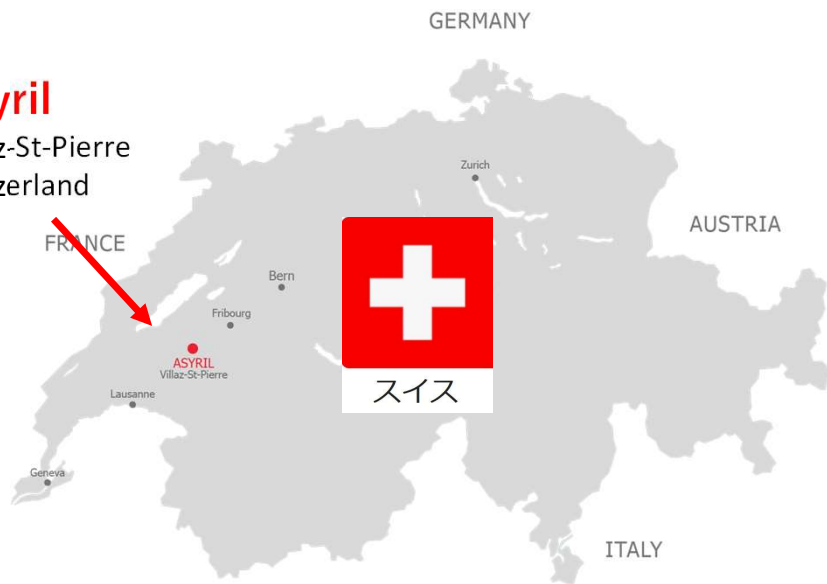 GERMANY
yril
z-St-Pierre
zerland
Zurich
AUSTRIA
FRANCE
Bern
Fribourg
ASYRIL
Villaz-St-Pierre
スイス
Lausanne
Geneva
ITALY